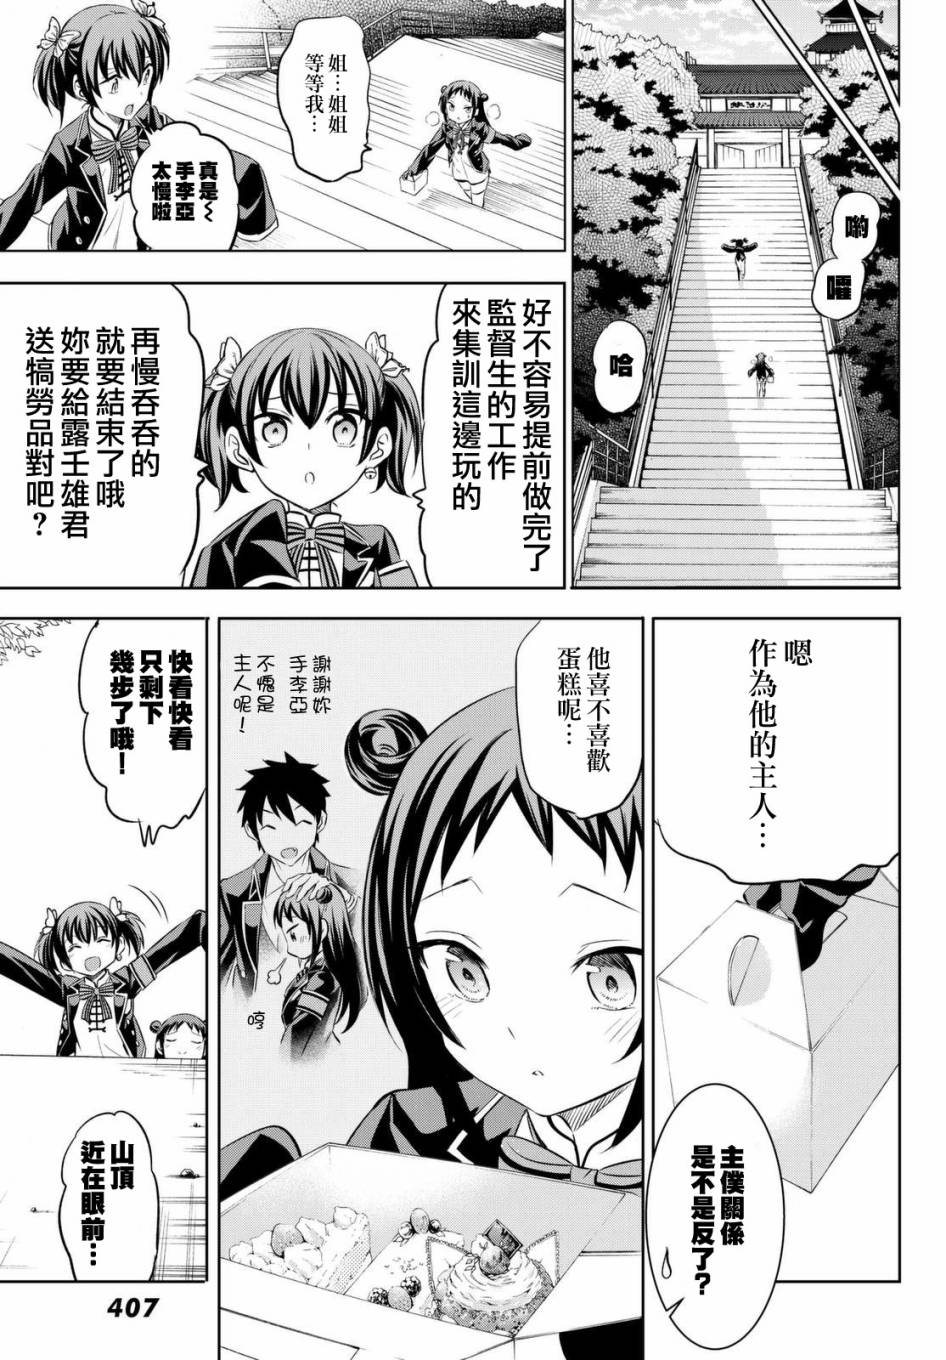 喲
囉
哈
姐…姐姐
等等我…
真是～
手李亞
太慢啦
好不容易提前做完了
監督生的工作
來集訓這邊玩的
再慢吞吞的
就要結束了哦
妳要給露壬雄君
送犒勞品對吧？
嗯
作為他的主人…
主僕關係
是不是反了？
他喜不喜歡
蛋糕呢…
謝謝妳
手李亞
不愧是
主人呢！
哼
快看快看
只剩下
幾步了哦！
山頂
近在眼前…
407